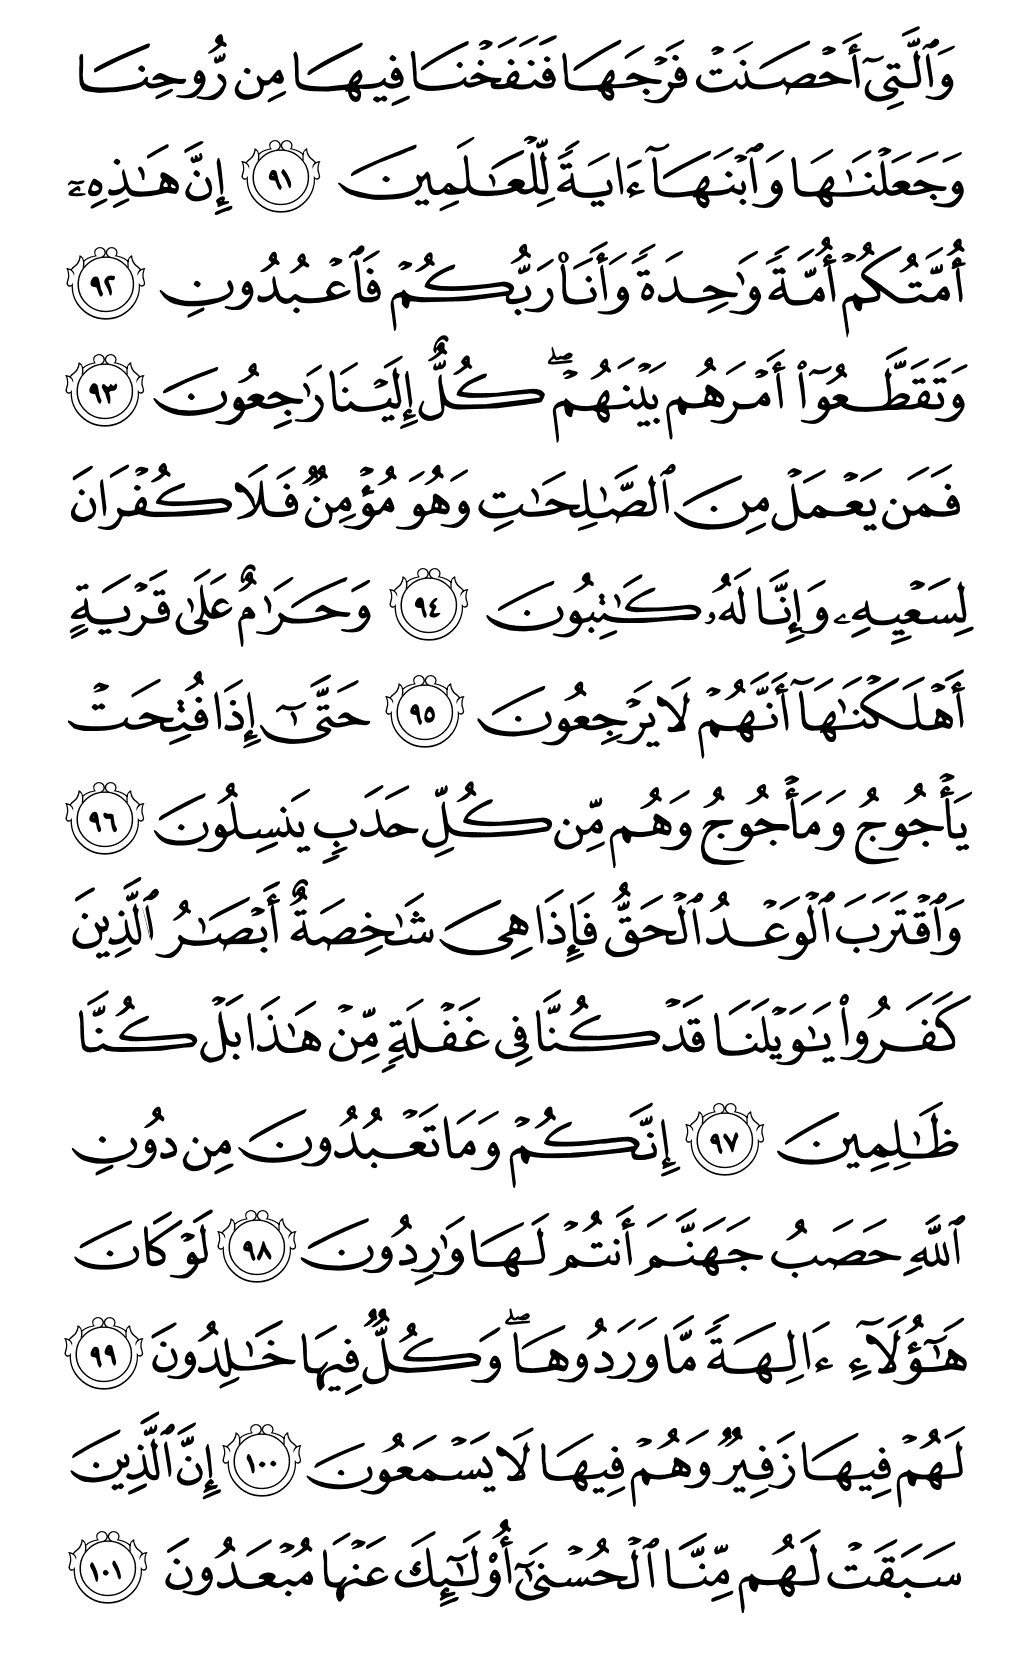 وَٱلَّتِىٓ أَحْصَنَتْ فَرْجَهَا فَنَفَخْنَا فِيهَا مِن رُّوحِنَا
وَجَعَلْنَـٰهَا وَٱبْنَهَآ ءَايَةً لِّلْعَـٰلَمِينَ ٩١ إِنَّ هَـٰذِهِۦٓ
أُمَّتُكُمْ أُمَّةً وَٰحِدَةً وَأَنَا۠ رَبُّكُمْ فَٱعْبُدُونِ ٩٢
وَتَقَطَّعُوٓا۟ أَمْرَهُم بَيْنَهُمْ ۖ كُلٌّ إِلَيْنَا رَٰجِعُونَ ٩٣
فَمَن يَعْمَلْ مِنَ ٱلصَّـٰلِحَـٰتِ وَهُوَ مُؤْمِنٌ فَلَا كُفْرَانَ
لِسَعْيِهِۦ وَإِنَّا لَهُۥ كَـٰتِبُونَ ٩٤ وَحَرَٰمٌ عَلَىٰ قَرْيَةٍ
أَهْلَكْنَـٰهَآ أَنَّهُمْ لَا يَرْجِعُونَ ٩٥ حَتَّىٰٓ إِذَا فُتِحَتْ
يَأْجُوجُ وَمَأْجُوجُ وَهُم مِّن كُلِّ حَدَبٍ يَنسِلُونَ ٩٦
وَٱقْتَرَبَ ٱلْوَعْدُ ٱلْحَقُّ فَإِذَا هِىَ شَـٰخِصَةٌ أَبْصَـٰرُ ٱلَّذِينَ
كَفَرُوا۟ يَـٰوَيْلَنَا قَدْ كُنَّا فِى غَفْلَةٍ مِّنْ هَـٰذَا بَلْ كُنَّا
ظَـٰلِمِينَ ٩٧ إِنَّكُمْ وَمَا تَعْبُدُونَ مِن دُونِ
ٱللَّهِ حَصَبُ جَهَنَّمَ أَنتُمْ لَهَا وَٰرِدُونَ ٩٨ لَوْ كَانَ
هَـٰٓؤُلَآءِ ءَالِهَةً مَّا وَرَدُوهَا ۖ وَكُلٌّ فِيهَا خَـٰلِدُونَ ٩٩
لَهُمْ فِيهَا زَفِيرٌ وَهُمْ فِيهَا لَا يَسْمَعُونَ ١٠٠ إِنَّ ٱلَّذِينَ
سَبَقَتْ لَهُم مِّنَّا ٱلْحُسْنَىٰٓ أُو۟لَـٰٓئِكَ عَنْهَا مُبْعَدُونَ ١٠١